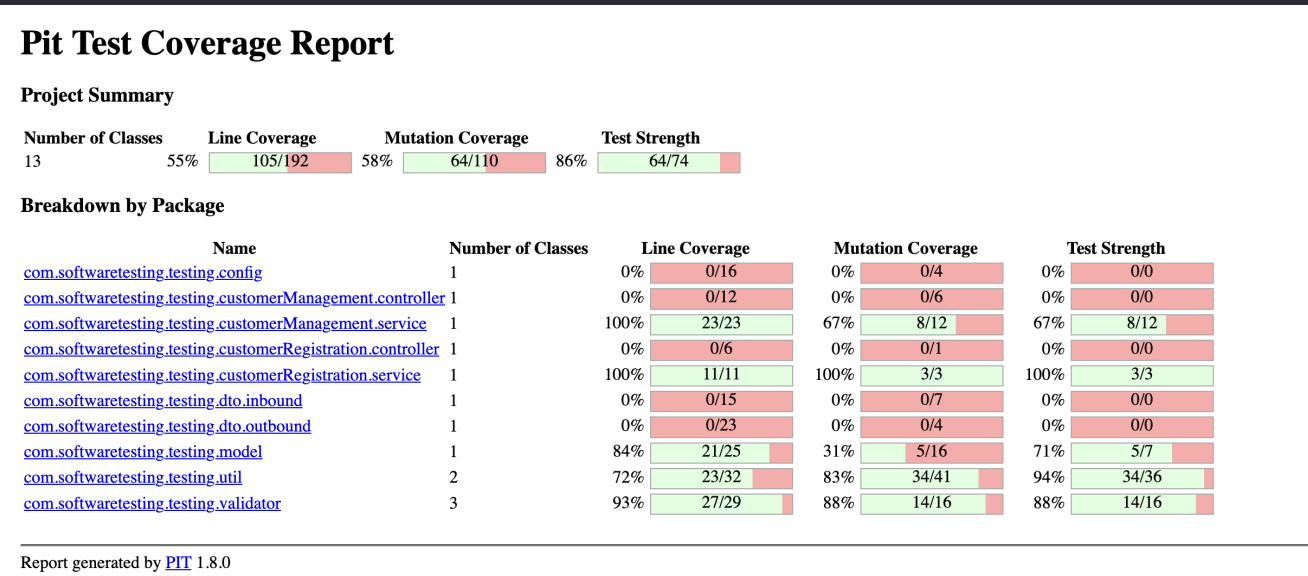 Pit Test Coverage Report
Project Summary
Number of Classes Line Coverage Mutation Coverage Test Strength
13 55% 105/192 58% 64/110 86% 64/74
Breakdown by Package
Name Number of Classes Line Coverage Mutation Coverage Test Strength
com.softwaretesting.testing.config 1 0% 0/16 0% 0/4 0% 0/0
com.softwaretesting.testing.customerManagement.controller 1 0% 0/12 0% 0/6 0% 0/0
com.softwaretesting.testing.customerManagement.service 1 100% 23/23 67% 8/12 67% 8/12
com.softwaretesting.testing.customerRegistration.controller 1 0% 0/6 0% 0/1 0% 0/0
com.softwaretesting.testing.customerRegistration.service 1 100% 11/11 100% 3/3 100% 3/3
com.softwaretesting.testing.dto.inbound 1 0% 0/15 0% 0/7 0% 0/0
com.softwaretesting.testing.dto.outbound 1 0% 0/23 0% 0/4 0% 0/0
com.softwaretesting.testing.model 1 84% 21/25 31% 5/16 71% 5/7
com.softwaretesting.testing.util 2 72% 23/32 83% 34/41 94% 34/36
com.softwaretesting.testing.validator 3 93% 27/29 88% 14/16 88% 14/16
Report generated by PIT 1.8.0